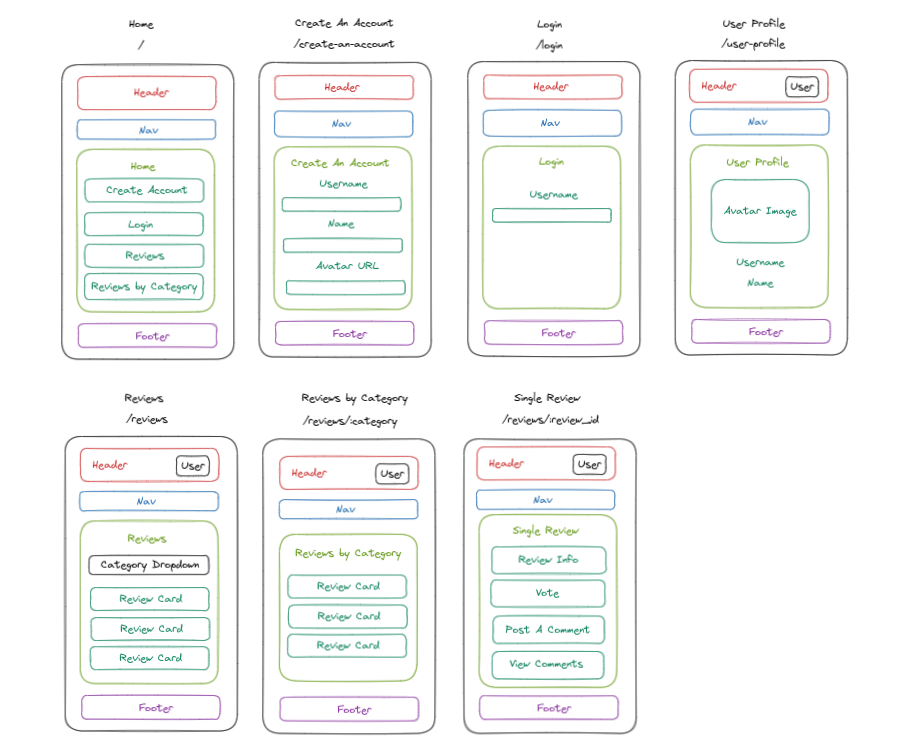 Home
/
Header
Nav
Home
Create Account
Login
Reviews
Reviews by Category
Footer
Create An Account
/create-an-account
Header
Nav
Create An Account
Username
Name
Avatar URL
Footer
Login
/login
Header
Nav
Login
Username
Footer
User Profile
/user-profile
Header
User
Nav
User Profile
Avatar Image
Username
Name
Footer
Reviews
/reviews
Header
User
Nav
Reviews
Category Dropdown
Review Card
Review Card
Review Card
Footer
Reviews by Category
/reviews/:category
Header
User
Nav
Reviews by Category
Review Card
Review Card
Review Card
Footer
Single Review
/reviews/:review_id
Header
User
Nav
Single Review
Review Info
Vote
Post A Comment
View Comments
Footer